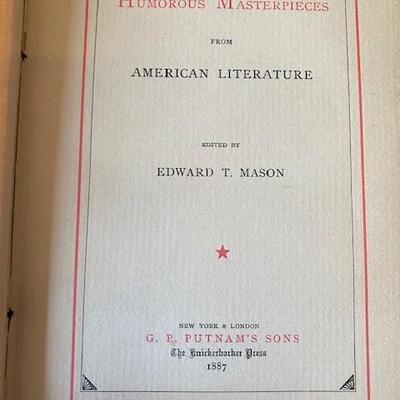 HUMOROUS MASTERPIECES
FROM
AMERICAN LITERATURE
EDITED BY
EDWARD T. MASON
NEW YORK & LONDON
G. P. PUTNAM'S SONS
The Knickerbocker Press
1887